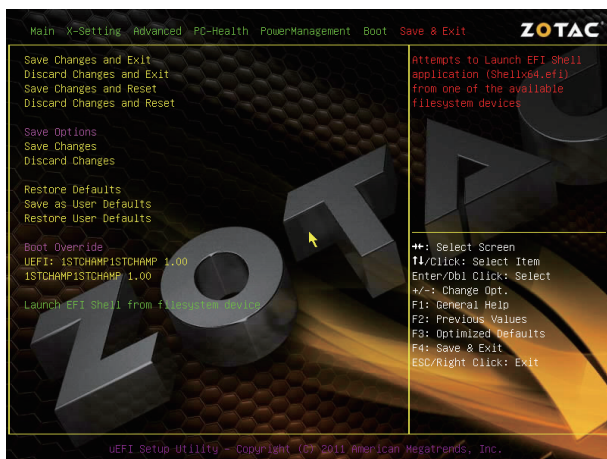 Main X-Setting Advanced PC-Health PowerManagement Boot Save & Exit
ZOTAC
Save Changes and Exit
Discard Changes and Exit
Save Changes and Reset
Discard Changes and Reset
Save Options
Save Changes
Discard Changes
Restore Defaults
Save as User Defaults
Restore User Defaults
Boot Override
UEFI: 1STCHAMP1STCHAMP 1.00
1STCHAMP1STCHAMP 1.00
Launch EFI Shell from filesystem device
Attempts to Launch EFI Shell
application (Shellx64.efi)
from one of the available
filesystem devices
→←: Select Screen
↑↓/Click: Select Item
Enter/Dbl Click: Select
+/-: Change Opt.
F1: General Help
F2: Previous Values
F3: Optimized Defaults
F4: Save & Exit
ESC/Right Click: Exit
ZOTAC
uEFI Setup Utility - Copyright (C) 2011 American Megatrends, Inc.